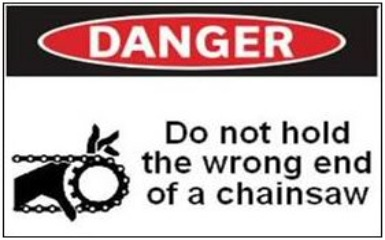 DANGER
Do not hold
the wrong end
of a chainsaw